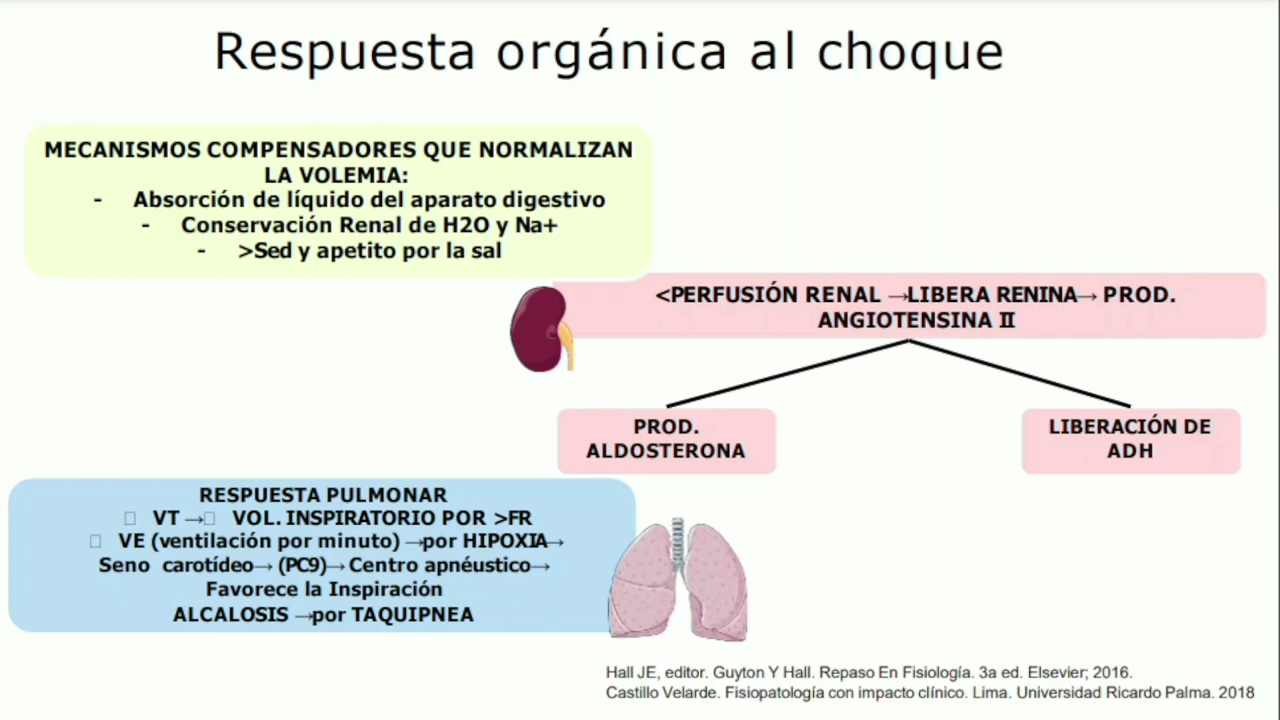 Respuesta orgánica al choque
MECANISMOS COMPENSADORES QUE NORMALIZAN
LA VOLEMIA:
- Absorción de líquido del aparato digestivo
- Conservación Renal de H2O y Na+
- >Sed y apetito por la sal
<PERFUSIÓN RENAL →LIBERA RENINA→ PROD.
ANGIOTENSINA II
PROD.
ALDOSTERONA
LIBERACIÓN DE
ADH
RESPUESTA PULMONAR
□ VT →□ VOL. INSPIRATORIO POR >FR
□ VE (ventilación por minuto) →por HIPOXIA→
Seno carotídeo→ (PC9)→ Centro apnéustico→
Favorece la Inspiración
ALCALOSIS →por TAQUIPNEA
Hall JE, editor. Guyton Y Hall. Repaso En Fisiología. 3a ed. Elsevier; 2016.
Castillo Velarde. Fisiopatología con impacto clínico. Lima. Universidad Ricardo Palma. 2018